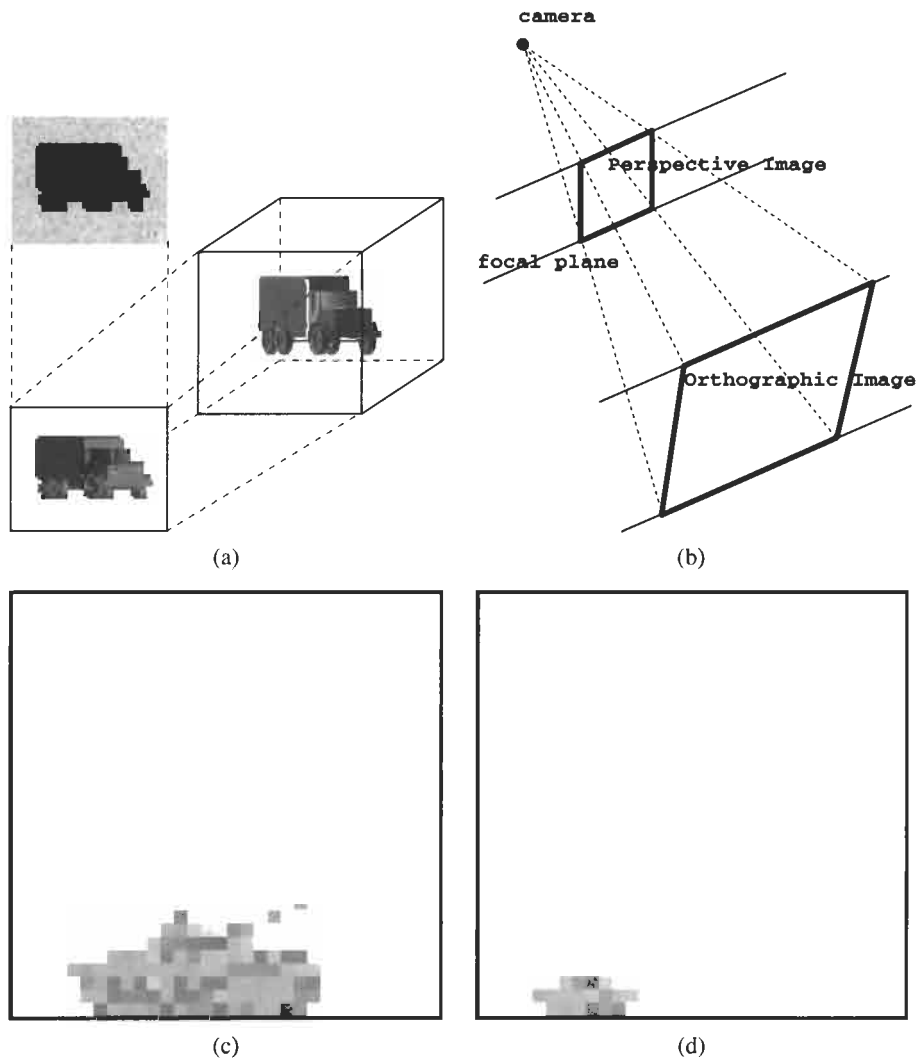 camera
Perspective Image
focal plane
Orthographic Image
(a)
(b)
(c)
(d)